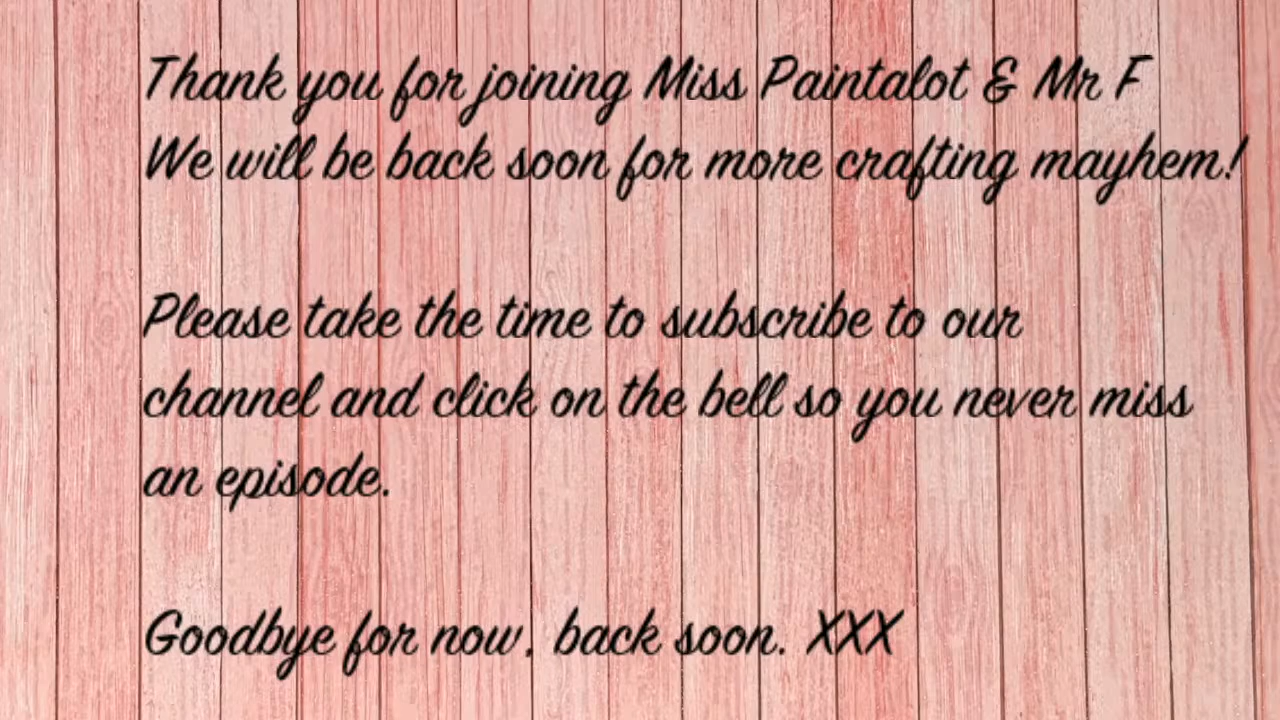 Thank you for joining Miss Paintalot & Mr F
We will be back soon for more crafting mayhem!
Please take the time to subscribe to our
channel and click on the bell so you never miss
an episode.
Goodbye for now, back soon. XXX